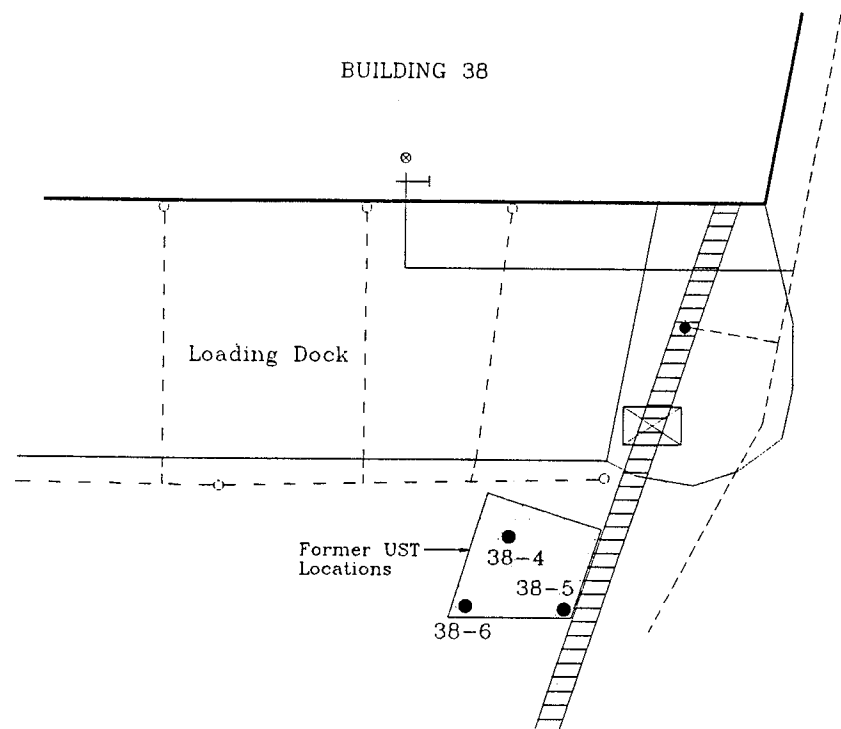 BUILDING 38
Loading Dock
Former UST
Locations
38-4
38-5
38-6